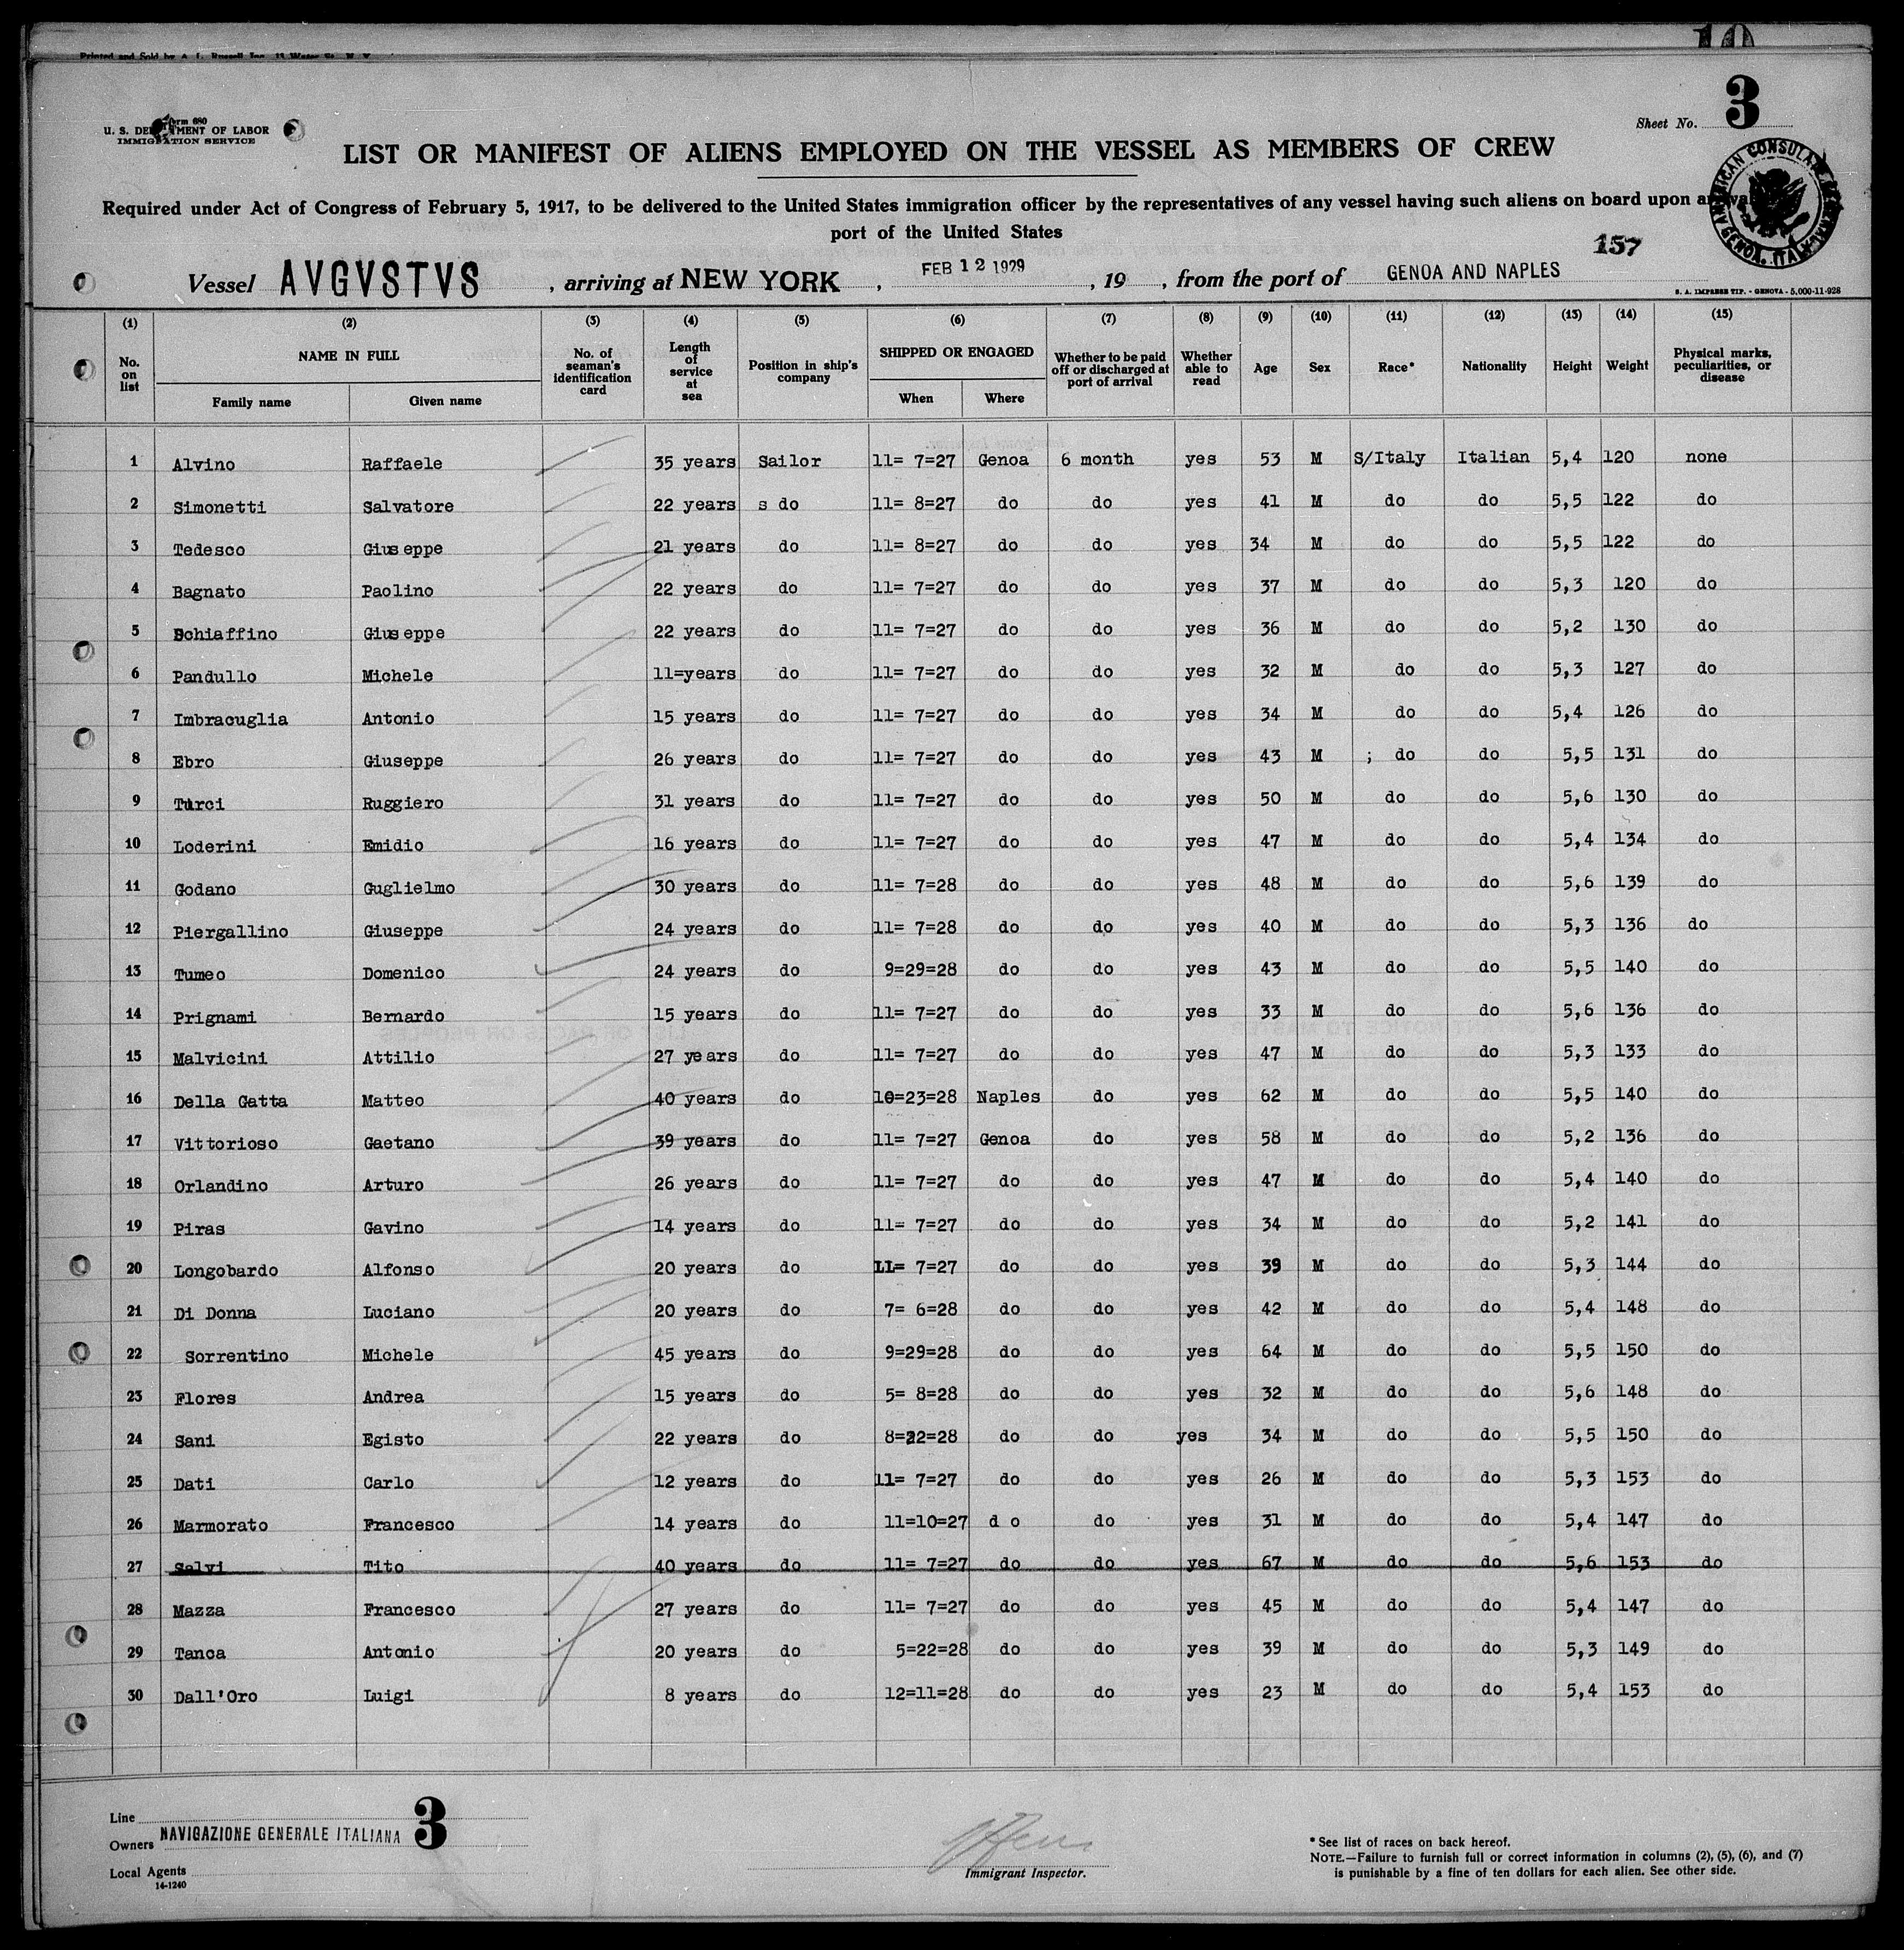 Printed and Sold by A. L. Russell Inc. 13 Water St. N. Y.
10
Sheet No. 3
Form 680
U. S. DEPARTMENT OF LABOR
IMMIGRATION SERVICE
LIST OR MANIFEST OF ALIENS EMPLOYED ON THE VESSEL AS MEMBERS OF CREW
AMERICAN CONSULATE GENERAL GENOA, ITALY
Required under Act of Congress of February 5, 1917, to be delivered to the United States immigration officer by the representatives of any vessel having such aliens on board upon arrival
port of the United States
157
Vessel AVGVSTVS, arriving at NEW YORK, FEB 12 1929, 19 , from the port of GENOA AND NAPLES
S. A. IMPRESE TIP. - GENOVA - 5,000-11-928
(1) (2) (3) (4) (5) (6) (7) (8) (9) (10) (11) (12) (13) (14) (15)
No. on list NAME IN FULL No. of seaman's identification card Length of service at sea Position in ship's company SHIPPED OR ENGAGED Whether to be paid off or discharged at port of arrival Whether able to read Age Sex Race* Nationality Height Weight Physical marks, peculiarities, or disease
Family name Given name When Where
1 Alvino Raffaele 35 years Sailor 11= 7=27 Genoa 6 month yes 53 M S/Italy Italian 5,4 120 none
2 Simonetti Salvatore 22 years s do 11= 8=27 do do yes 41 M do do 5,5 122 do
3 Tedesco Giuseppe 21 years do 11= 8=27 do do yes 34 M do do 5,5 122 do
4 Bagnato Paolino 22 years do 11= 7=27 do do yes 37 M do do 5,3 120 do
5 Schiaffino Giuseppe 22 years do 11= 7=27 do do yes 36 M do do 5,2 130 do
6 Pandullo Michele 11=years do 11= 7=27 do do yes 32 M do do 5,3 127 do
7 Imbracuglia Antonio 15 years do 11= 7=27 do do yes 34 M do do 5,4 126 do
8 Ebro Giuseppe 26 years do 11= 7=27 do do yes 43 M ; do do 5,5 131 do
9 Turci Ruggiero 31 years do 11= 7=27 do do yes 50 M do do 5,6 130 do
10 Loderini Emidio 16 years do 11= 7=27 do do yes 47 M do do 5,4 134 do
11 Godano Guglielmo 30 years do 11= 7=28 do do yes 48 M do do 5,6 139 do
12 Piergallino Giuseppe 24 years do 11= 7=28 do do yes 40 M do do 5,3 136 do
13 Tumeo Domenico 24 years do 9=29=28 do do yes 43 M do do 5,5 140 do
14 Prignami Bernardo 15 years do 11= 7=27 do do yes 33 M do do 5,6 136 do
15 Malvicini Attilio 27 years do 11= 7=27 do do yes 47 M do do 5,3 133 do
16 Della Gatta Matteo 40 years do 10=23=28 Naples do yes 62 M do do 5,5 140 do
17 Vittorioso Gaetano 39 years do 11= 7=27 Genoa do yes 58 M do do 5,2 136 do
18 Orlandino Arturo 26 years do 11= 7=27 do do yes 47 M do do 5,4 140 do
19 Piras Gavino 14 years do 11= 7=27 do do yes 34 M do do 5,2 141 do
20 Longobardo Alfonso 20 years do 11= 7=27 do do yes 39 M do do 5,3 144 do
21 Di Donna Luciano 20 years do 7= 6=28 do do yes 42 M do do 5,4 148 do
22 Sorrentino Michele 45 years do 9=29=28 do do yes 64 M do do 5,5 150 do
23 Flores Andrea 15 years do 5= 8=28 do do yes 32 M do do 5,6 148 do
24 Sani Egisto 22 years do 8=22=28 do do yes 34 M do do 5,5 150 do
25 Dati Carlo 12 years do 11= 7=27 do do yes 26 M do do 5,3 153 do
26 Marmorato Francesco 14 years do 11=10=27 d o do yes 31 M do do 5,4 147 do
27 Salvi Tito 40 years do 11= 7=27 do do yes 67 M do do 5,6 153 do
28 Mazza Francesco 27 years do 11= 7=27 do do yes 45 M do do 5,4 147 do
29 Tanca Antonio 20 years do 5=22=28 do do yes 39 M do do 5,3 149 do
30 Dall'Oro Luigi 8 years do 12=11=28 do do yes 23 M do do 5,4 153 do
Line
Owners NAVIGAZIONE GENERALE ITALIANA 3
Local Agents
14-1240
Immigrant Inspector.
* See list of races on back hereof.
NOTE.—Failure to furnish full or correct information in columns (2), (5), (6), and (7)
is punishable by a fine of ten dollars for each alien. See other side.